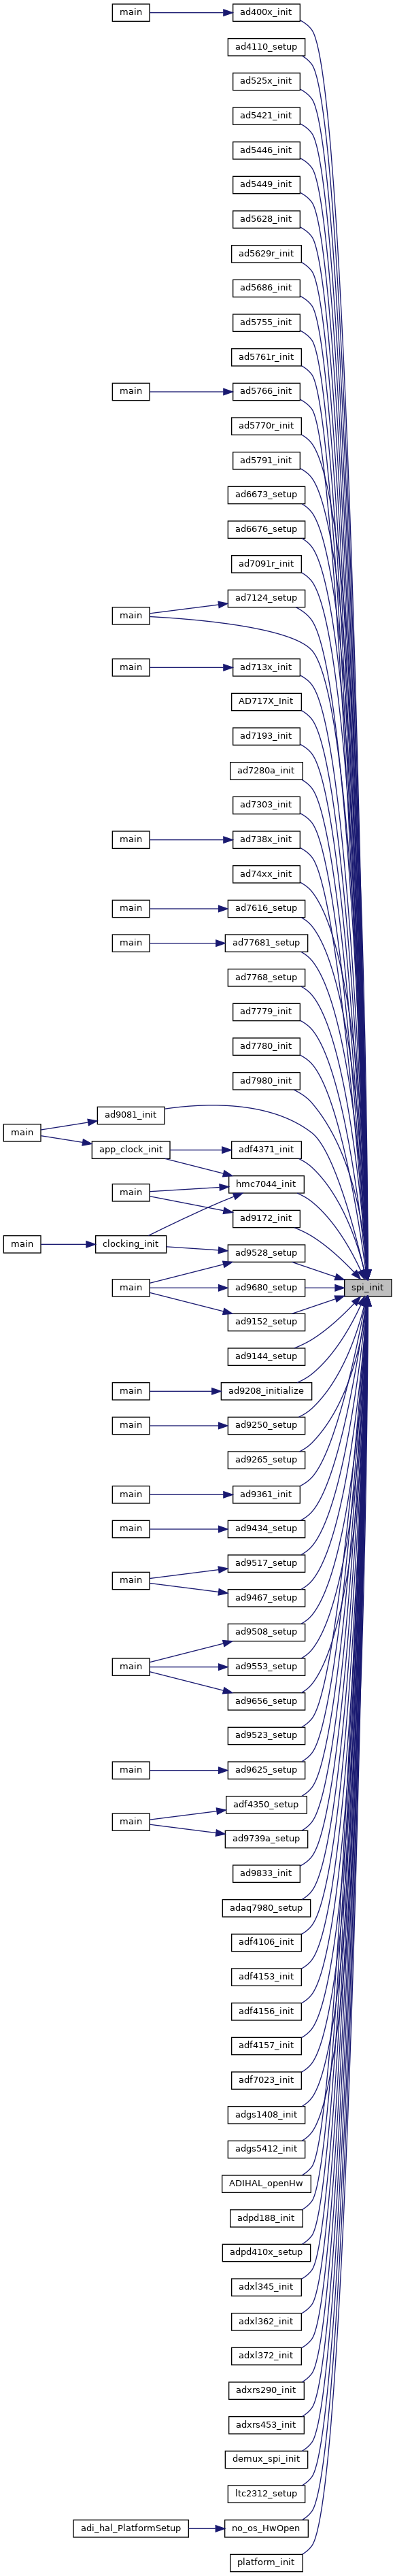 main
ad400x_init
ad4110_setup
ad525x_init
ad5421_init
ad5446_init
ad5449_init
ad5628_init
ad5629r_init
ad5686_init
ad5755_init
ad5761r_init
main
ad5766_init
ad5770r_init
ad5791_init
ad6673_setup
ad6676_setup
ad7091r_init
ad7124_setup
main
main
ad713x_init
AD717X_Init
ad7193_init
ad7280a_init
ad7303_init
main
ad738x_init
ad74xx_init
main
ad7616_setup
main
ad77681_setup
ad7768_setup
ad7779_init
ad7780_init
ad7980_init
ad9081_init
main
app_clock_init
adf4371_init
hmc7044_init
main
ad9172_init
main
clocking_init
ad9528_setup
main
ad9680_setup
spi_init
ad9152_setup
ad9144_setup
main
ad9208_initialize
main
ad9250_setup
ad9265_setup
main
ad9361_init
main
ad9434_setup
ad9517_setup
main
ad9467_setup
ad9508_setup
main
ad9553_setup
ad9656_setup
ad9523_setup
main
ad9625_setup
adf4350_setup
main
ad9739a_setup
ad9833_init
adaq7980_setup
adf4106_init
adf4153_init
adf4156_init
adf4157_init
adf7023_init
adgs1408_init
adgs5412_init
ADIHAL_openHw
adpd188_init
adpd410x_setup
adxl345_init
adxl362_init
adxl372_init
adxrs290_init
adxrs453_init
demux_spi_init
ltc2312_setup
adi_hal_PlatformSetup
no_os_HwOpen
platform_init